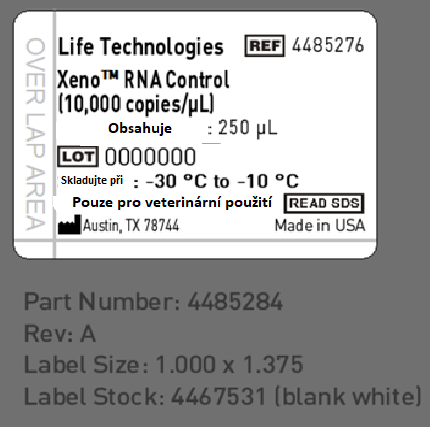 OVER LAP AREA
Life Technologies REF 4485276
Xeno™ RNA Control
(10,000 copies/µL)
Obsahuje : 250 µL
LOT 0000000
Skladujte při : -30 °C to -10 °C
Pouze pro veterinární použití READ SDS
Austin, TX 78744 Made in USA
Part Number: 4485284
Rev: A
Label Size: 1.000 x 1.375
Label Stock: 4467531 (blank white)